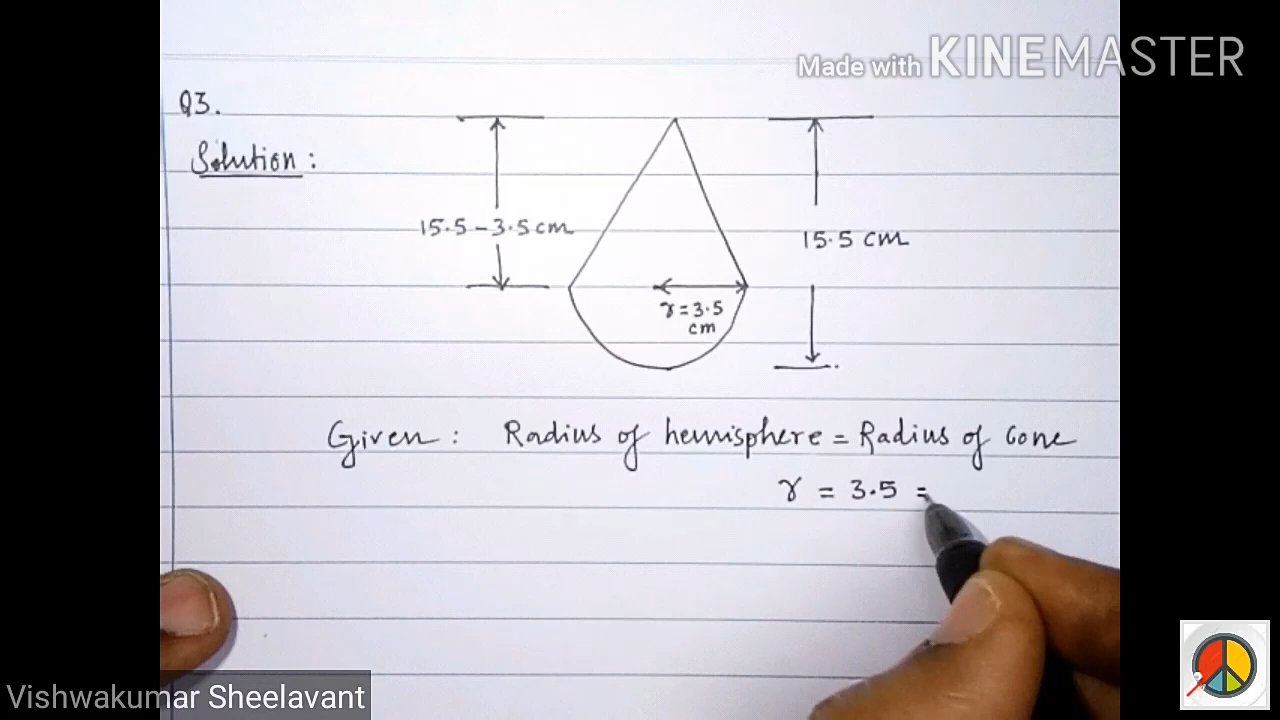 Made with KINEMASTER
Q3.
Solution :
15.5 - 3.5 cm
15.5 cm
r = 3.5
cm
Given : Radius of hemisphere = Radius of cone
r = 3.5 =
Vishwakumar Sheelavant